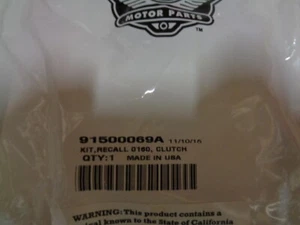 MOTOR PARTS
TM
91500069A 11/10/15
KIT,RECALL 0160, CLUTCH
QTY:1 MADE IN USA
WARNING: This product contains a
known to the State of California